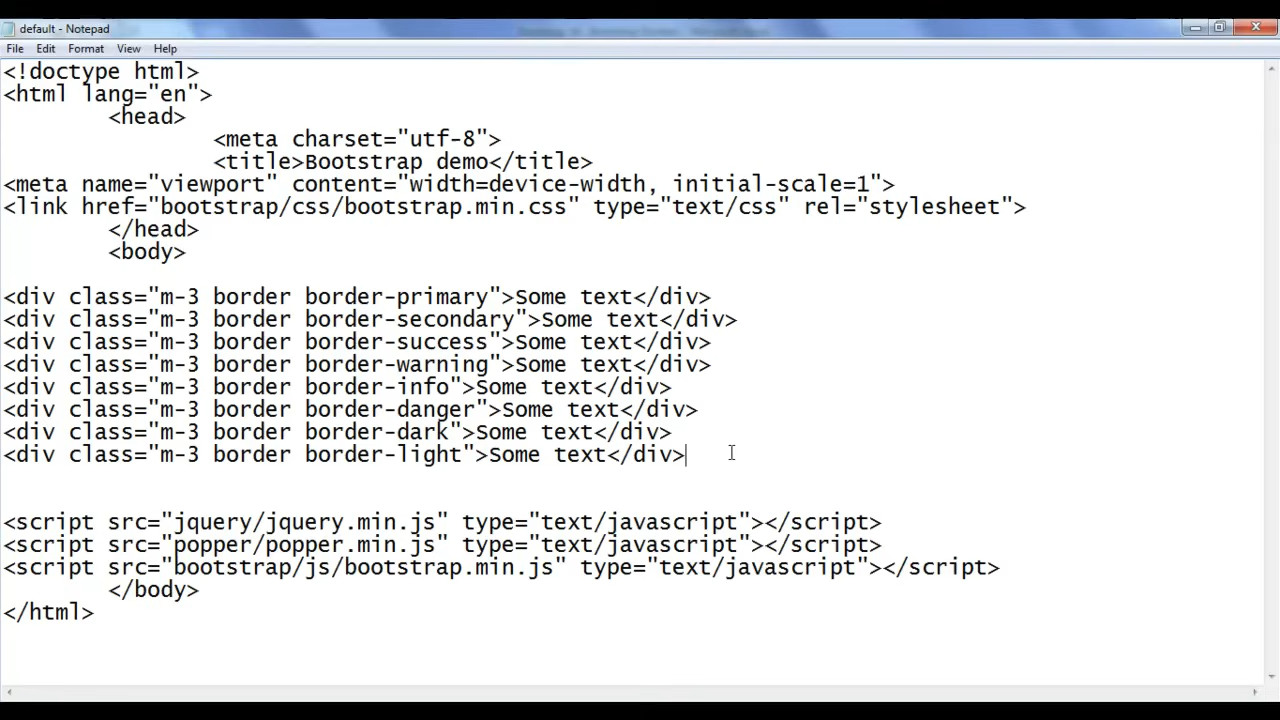 default - Notepad
File Edit Format View Help
<!doctype html>
<html lang="en">
<head>
<meta charset="utf-8">
<title>Bootstrap demo</title>
<meta name="viewport" content="width=device-width, initial-scale=1">
<link href="bootstrap/css/bootstrap.min.css" type="text/css" rel="stylesheet">
</head>
<body>
<div class="m-3 border border-primary">Some text</div>
<div class="m-3 border border-secondary">Some text</div>
<div class="m-3 border border-success">Some text</div>
<div class="m-3 border border-warning">Some text</div>
<div class="m-3 border border-info">Some text</div>
<div class="m-3 border border-danger">Some text</div>
<div class="m-3 border border-dark">Some text</div>
<div class="m-3 border border-light">Some text</div>
<script src="jquery/jquery.min.js" type="text/javascript"></script>
<script src="popper/popper.min.js" type="text/javascript"></script>
<script src="bootstrap/js/bootstrap.min.js" type="text/javascript"></script>
</body>
</html>